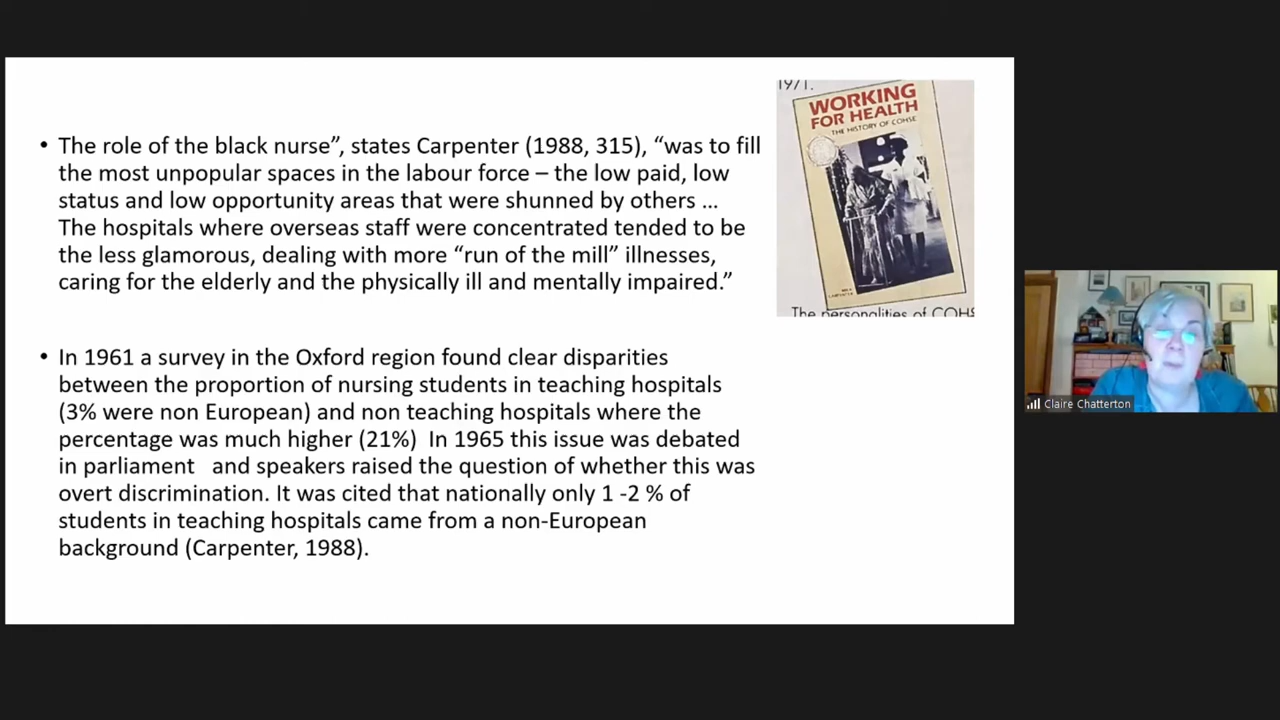 • The role of the black nurse”, states Carpenter (1988, 315), “was to fill
the most unpopular spaces in the labour force – the low paid, low
status and low opportunity areas that were shunned by others ...
The hospitals where overseas staff were concentrated tended to be
the less glamorous, dealing with more “run of the mill” illnesses,
caring for the elderly and the physically ill and mentally impaired.”
• In 1961 a survey in the Oxford region found clear disparities
between the proportion of nursing students in teaching hospitals
(3% were non European) and non teaching hospitals where the
percentage was much higher (21%)  In 1965 this issue was debated
in parliament   and speakers raised the question of whether this was
overt discrimination. It was cited that nationally only 1 -2 % of
students in teaching hospitals came from a non-European
background (Carpenter, 1988).
1971.
WORKING
FOR HEALTH
THE HISTORY OF COHSE
CARPENTER
The personalities of COHS
Claire Chatterton